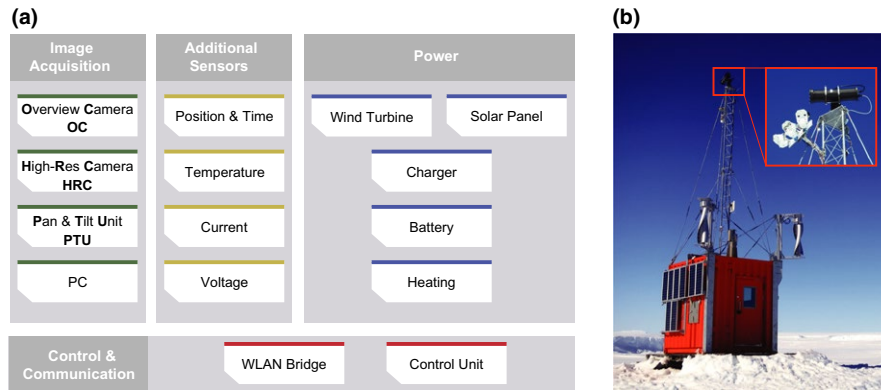 (a)
Image
Acquisition
Overview Camera
OC
High-Res Camera
HRC
Pan & Tilt Unit
PTU
PC
Additional
Sensors
Position & Time
Temperature
Current
Voltage
Power
Wind Turbine
Solar Panel
Charger
Battery
Heating
Control &
Communication
WLAN Bridge
Control Unit
(b)